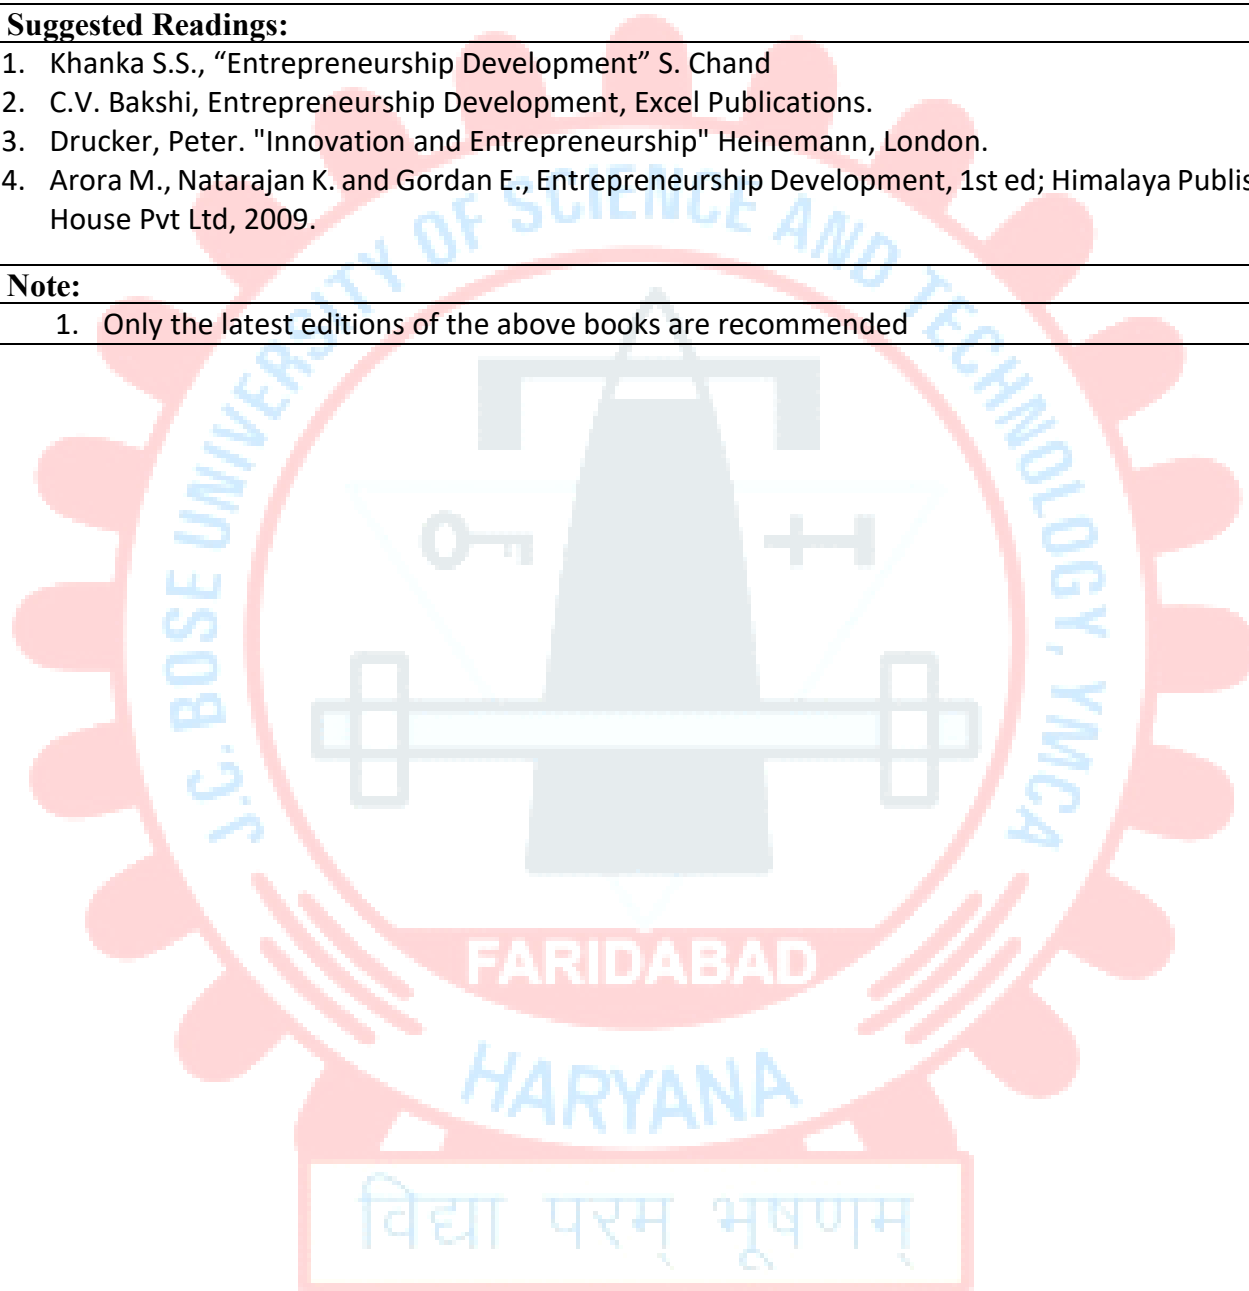 Suggested Readings:
1. Khanka S.S., “Entrepreneurship Development” S. Chand
2. C.V. Bakshi, Entrepreneurship Development, Excel Publications.
3. Drucker, Peter. "Innovation and Entrepreneurship" Heinemann, London.
4. Arora M., Natarajan K. and Gordan E., Entrepreneurship Development, 1st ed; Himalaya Publis
House Pvt Ltd, 2009.
Note:
1. Only the latest editions of the above books are recommended
J.C. BOSE UNIVERSITY OF SCIENCE AND TECHNOLOGY, YMCA
FARIDABAD
HARYANA
विद्या परम् भूषणम्